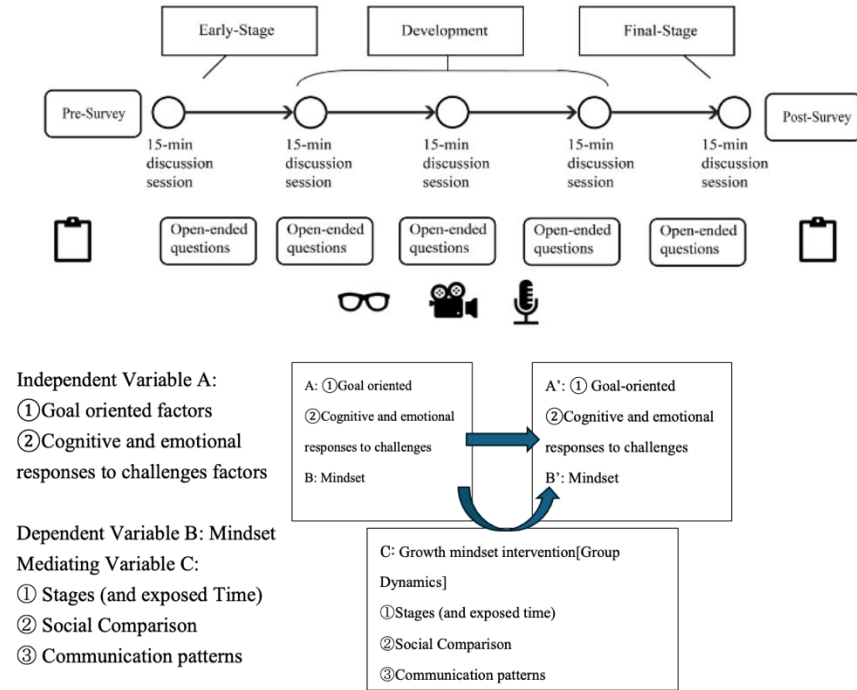 Early-Stage
Development
Final-Stage
Pre-Survey
Post-Survey
15-min
discussion
session
15-min
discussion
session
15-min
discussion
session
15-min
discussion
session
15-min
discussion
session
Open-ended
questions
Open-ended
questions
Open-ended
questions
Open-ended
questions
Open-ended
questions
Independent Variable A:
①Goal oriented factors
②Cognitive and emotional
responses to challenges factors
Dependent Variable B: Mindset
Mediating Variable C:
① Stages (and exposed Time)
② Social Comparison
③ Communication patterns
A: ①Goal oriented
②Cognitive and emotional
responses to challenges
B: Mindset
A’: ① Goal-oriented
②Cognitive and emotional
responses to challenges
B’: Mindset
C: Growth mindset intervention[Group
Dynamics]
①Stages (and exposed time)
②Social Comparison
③Communication patterns